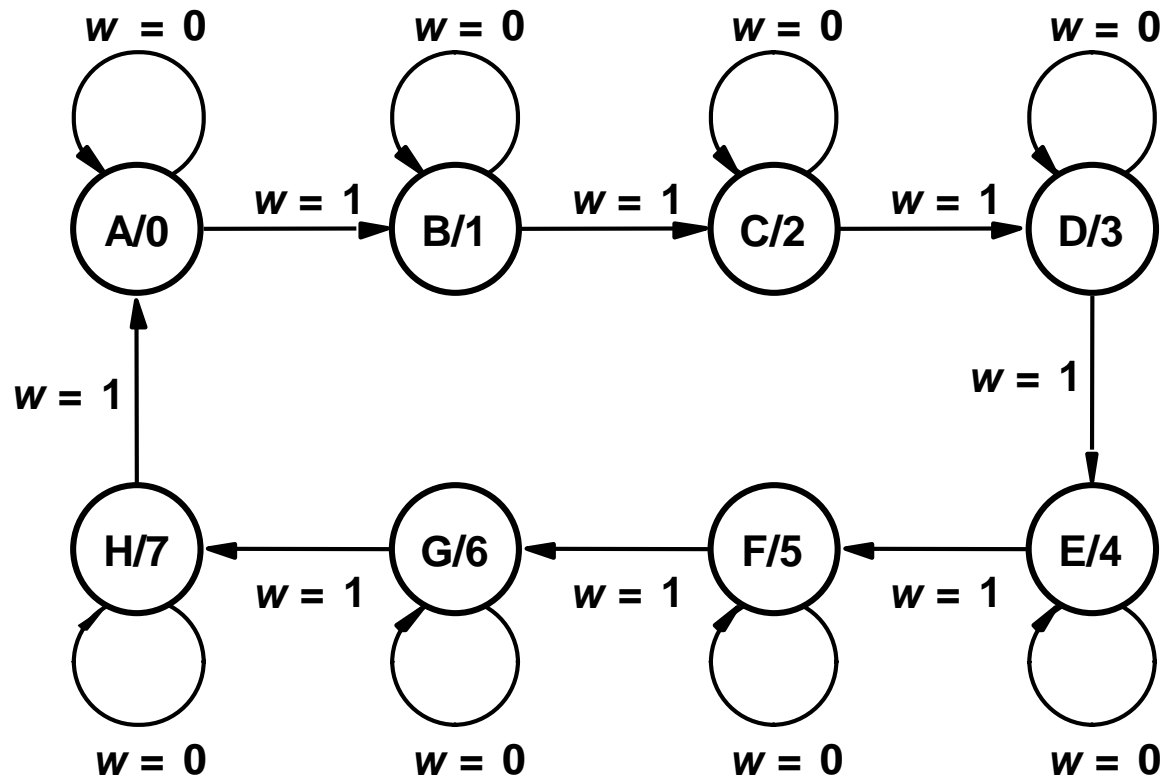 w = 0 w = 0 w = 0 w = 0
w = 1 w = 1 w = 1
A/0 B/1 C/2 D/3
w = 1 w = 1
H/7 G/6 F/5 E/4
w = 1 w = 1 w = 1
w = 0 w = 0 w = 0 w = 0